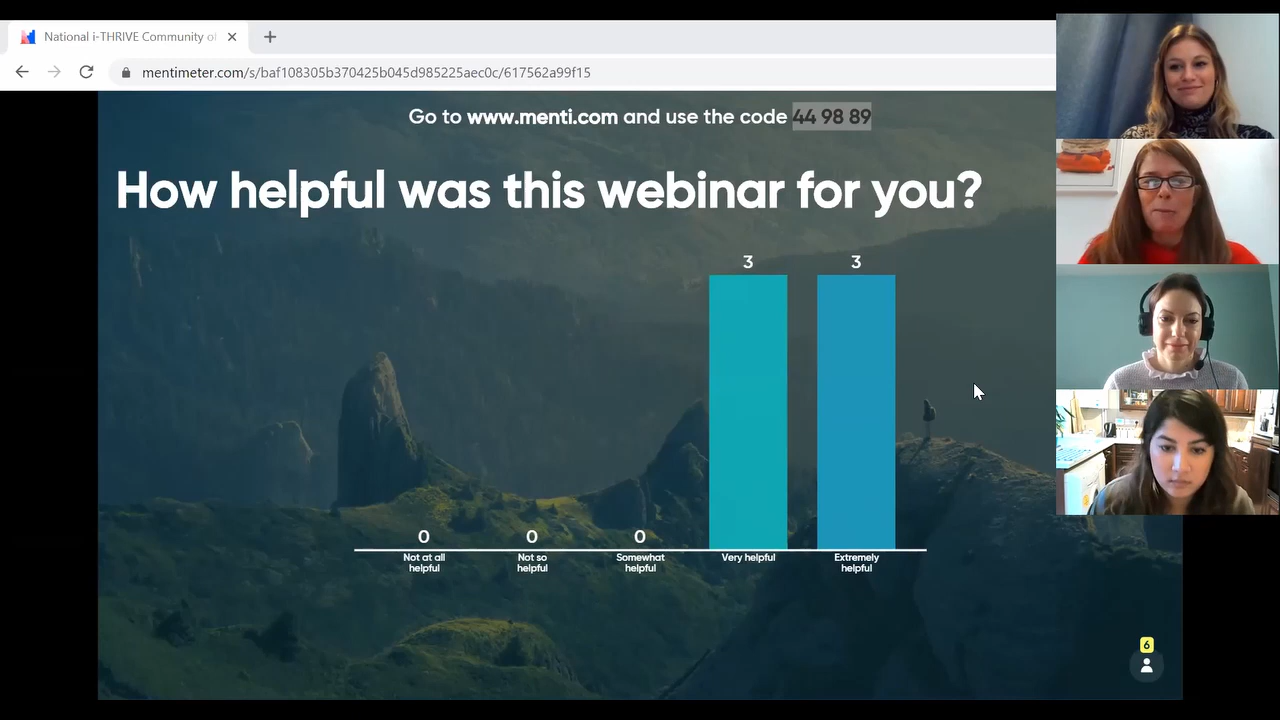 National i-THRIVE Community of
mentimeter.com/s/baf108305b370425b045d985225aec0c/617562a99f15
Go to www.menti.com and use the code 44 98 89
How helpful was this webinar for you?
3
3
0
0
0
Not at all
helpful
Not so
helpful
Somewhat
helpful
Very helpful
Extremely
helpful
6